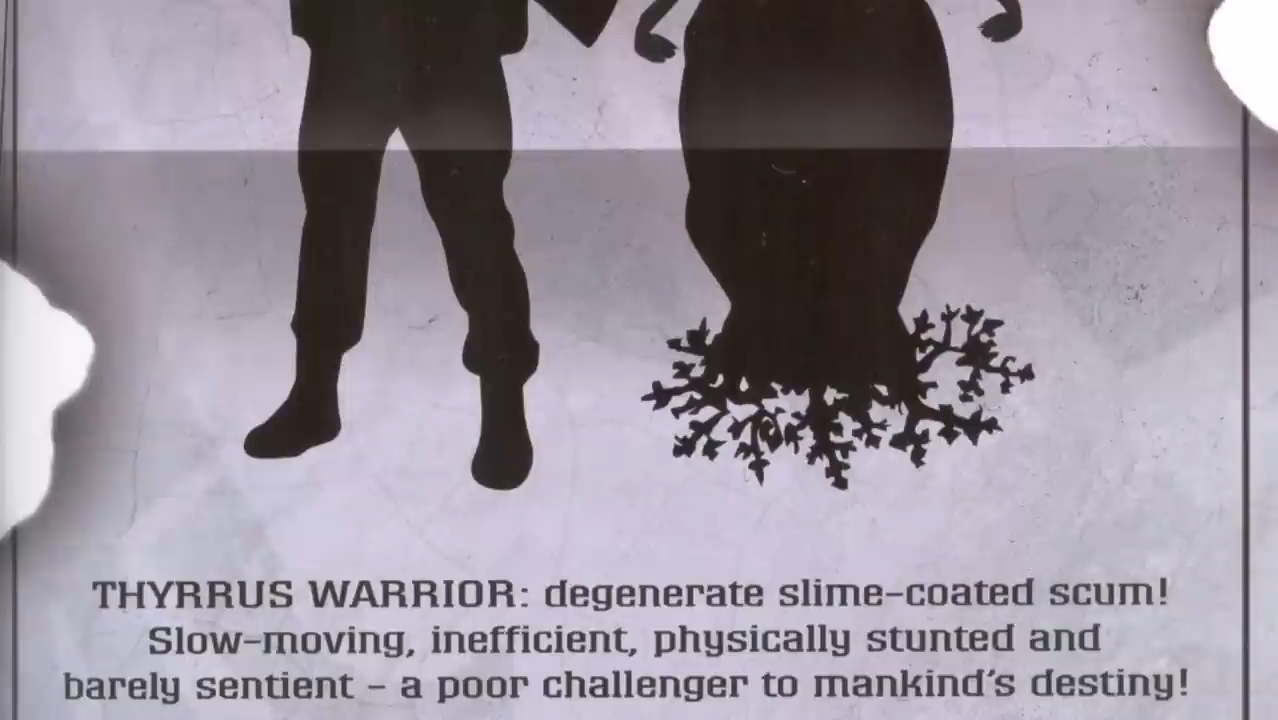 THYRRUS WARRIOR: degenerate slime-coated scum!
Slow-moving, inefficient, physically stunted and
barely sentient – a poor challenger to mankind's destiny!